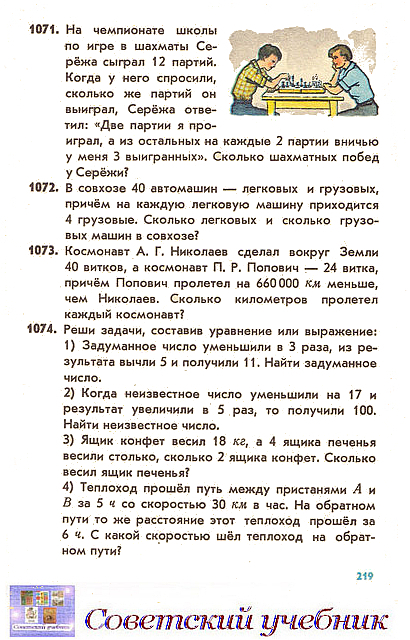 1071. На чемпионате школы
по игре в шахматы Се-
рёжа сыграл 12 партий.
Когда у него спросили,
сколько же партий он
выиграл, Серёжа отве-
тил: «Две партии я про-
играл, а из остальных на каждые 2 партии вничью
у меня 3 выигранных». Сколько шахматных побед
у Серёжи?
1072. В совхозе 40 автомашин — легковых и грузовых,
причём на каждую легковую машину приходится
4 грузовые. Сколько легковых и сколько грузо-
вых машин в совхозе?
1073. Космонавт А. Г. Николаев сделал вокруг Земли
40 витков, а космонавт П. Р. Попович — 24 витка,
причём Попович пролетел на 660 000 км меньше,
чем Николаев. Сколько километров пролетел
каждый космонавт?
1074. Реши задачи, составив уравнение или выражение:
1) Задуманное число уменьшили в 3 раза, из ре-
зультата вычли 5 и получили 11. Найти задуманное
число.
2) Когда неизвестное число уменьшили на 17 и
результат увеличили в 5 раз, то получили 100.
Найти неизвестное число.
3) Ящик конфет весил 18 кг, а 4 ящика печенья
весили столько, сколько 2 ящика конфет. Сколько
весил ящик печенья?
4) Теплоход прошёл путь между пристанями А и
В за 5 ч со скоростью 30 км в час. На обратном
пути то же расстояние этот теплоход прошёл за
6 ч. С какой скоростью шёл теплоход на обрат-
ном пути?
219
Советский учебник
Советский учебник